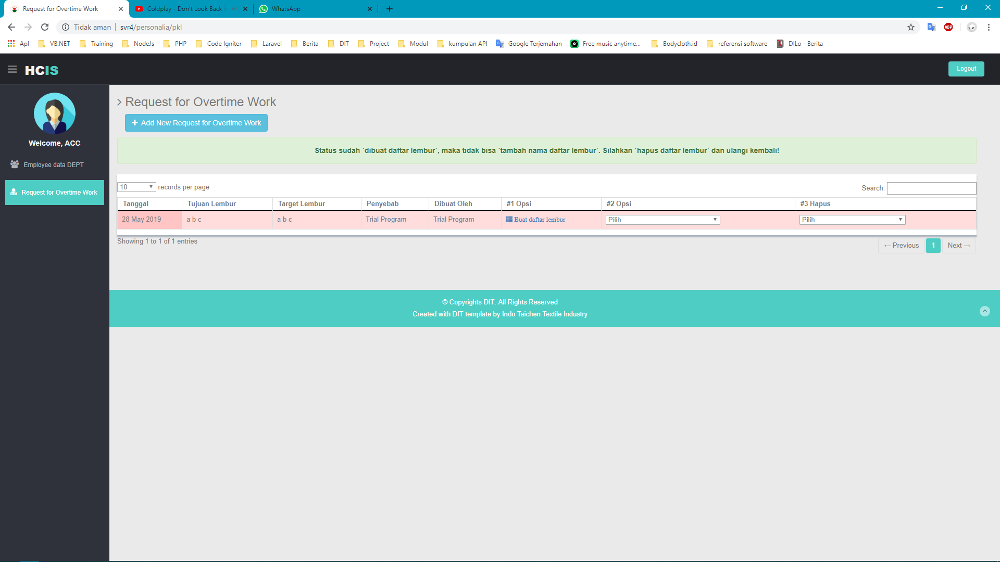 Request for Overtime Work
Coldplay - Don't Look Back
WhatsApp
Tidak aman | svr4/personalia/pkl
Apl VB.NET Training NodeJs PHP Code Igniter Laravel Berita DIT Project Modul kumpulan API Google Terjemahan Free music anytime... Bodycloth.id referensi software DILo - Berita
HCIS
Logout
Welcome, ACC
Employee data DEPT
Request for Overtime Work
Request for Overtime Work
Add New Request for Overtime Work
Status sudah `dibuat daftar lembur`, maka tidak bisa `tambah nama daftar lembur`. Silahkan `hapus daftar lembur` dan ulangi kembali!
10 records per page
Search:
Tanggal Tujuan Lembur Target Lembur Penyebab Dibuat Oleh #1 Opsi #2 Opsi #3 Hapus
28 May 2019 a b c a b c Trial Program Trial Program Buat daftar lembur Pilih Pilih
Showing 1 to 1 of 1 entries
← Previous 1 Next →
© Copyrights DIT. All Rights Reserved
Created with DIT template by Indo Taichen Textile Industry